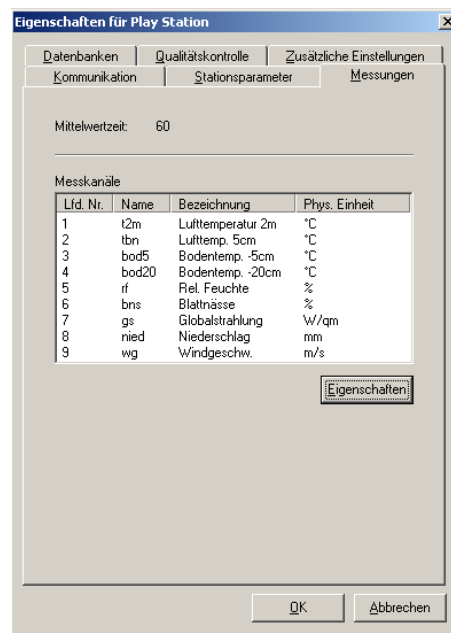 Eigenschaften für Play Station
Datenbanken Qualitätskontrolle Zusätzliche Einstellungen
Kommunikation Stationsparameter Messungen
Mittelwertzeit: 60
Messkanäle
Lfd. Nr. Name Bezeichnung Phys. Einheit
1 t2m Lufttemperatur 2m °C
2 tbn Lufttemp. 5cm °C
3 bod5 Bodentemp. -5cm °C
4 bod20 Bodentemp. -20cm °C
5 rf Rel. Feuchte %
6 bns Blattnässe %
7 gs Globalstrahlung W/qm
8 nied Niederschlag mm
9 wg Windgeschw. m/s
Eigenschaften
OK Abbrechen